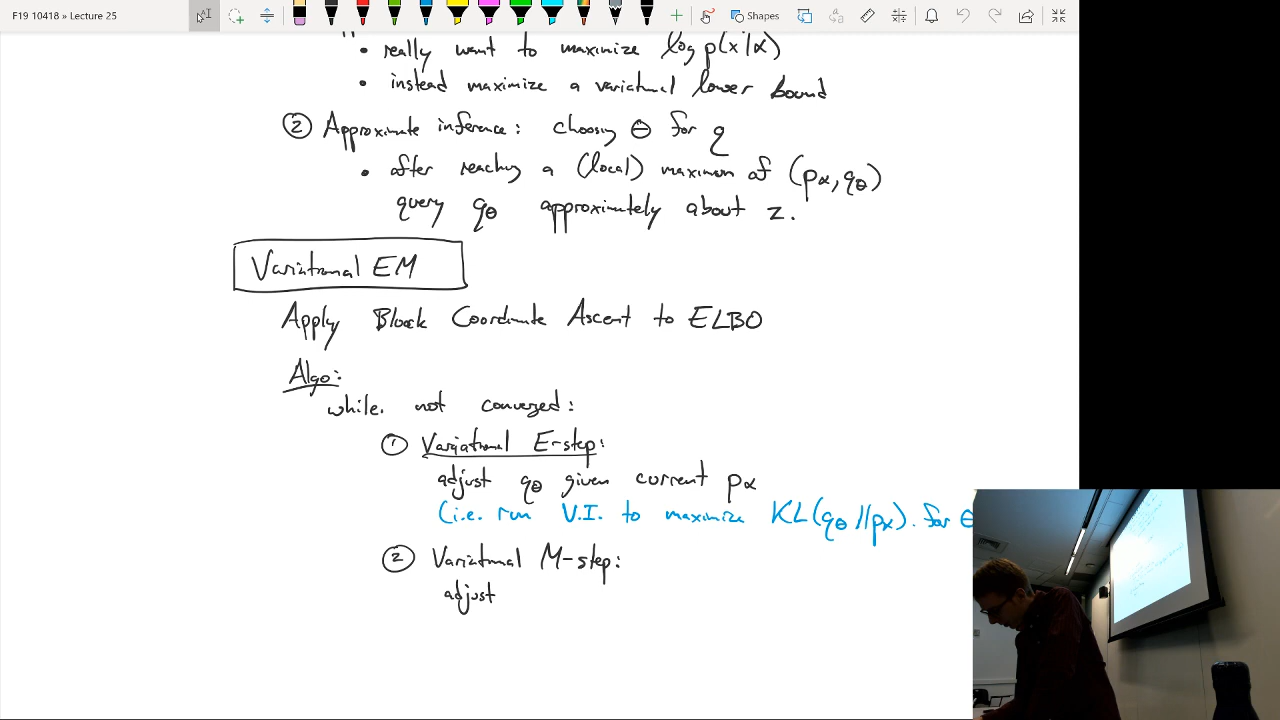 F19 10418 » Lecture 25
Shapes
• really want to maximize log p(x|α)
• instead maximize a variational lower bound
② Approximate inference: choosing θ for q
• after reaching a (local) maximum of (pα, qθ)
query qθ approximately about z.
Variational EM
Apply Block Coordinate Ascent to ELBO
Algo:
while not converged:
① Variational E-step:
adjust qθ given current pα
(i.e. run V.I. to maximize KL(qθ||pα). for θ
② Variational M-step:
adjust